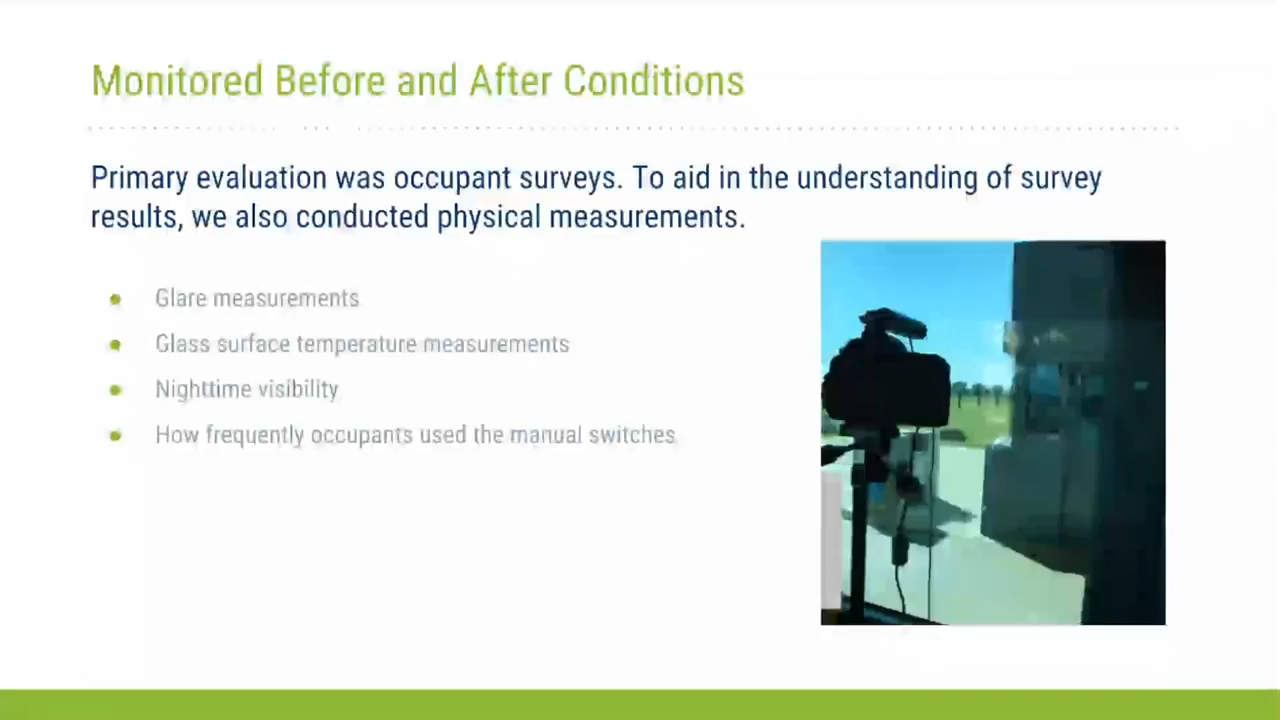 Monitored Before and After Conditions
Primary evaluation was occupant surveys. To aid in the understanding of survey
results, we also conducted physical measurements.
Glare measurements
Glass surface temperature measurements
Nighttime visibility
How frequently occupants used the manual switches